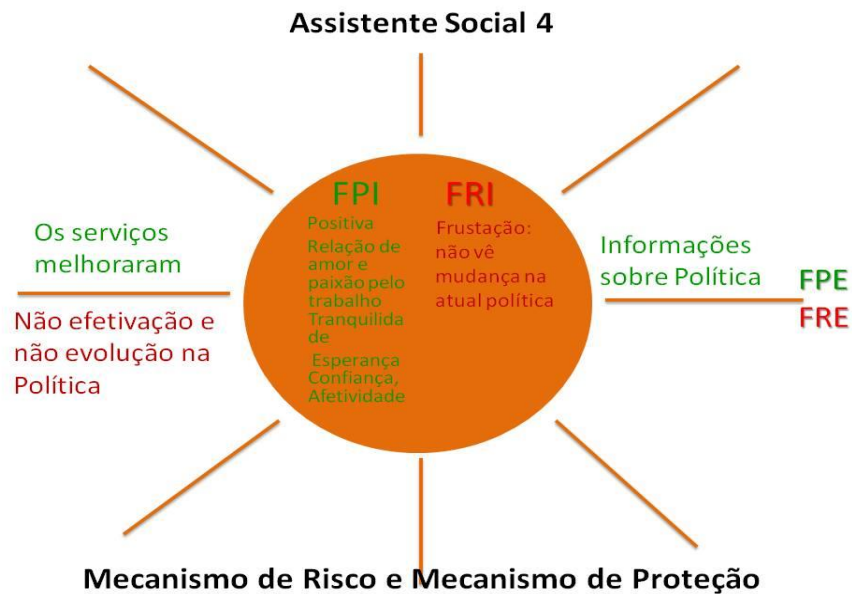 Assistente Social 4
FPI
Positiva
Relação de
amor e
paixão pelo
trabalho
Tranquilida
de
Esperança
Confiança,
Afetividade
FRI
Frustação:
não vê
mudança na
atual política
Os serviços
melhoraram
Não efetivação e
não evolução na
Política
Informações
sobre Política
FPE
FRE
Mecanismo de Risco e Mecanismo de Proteção